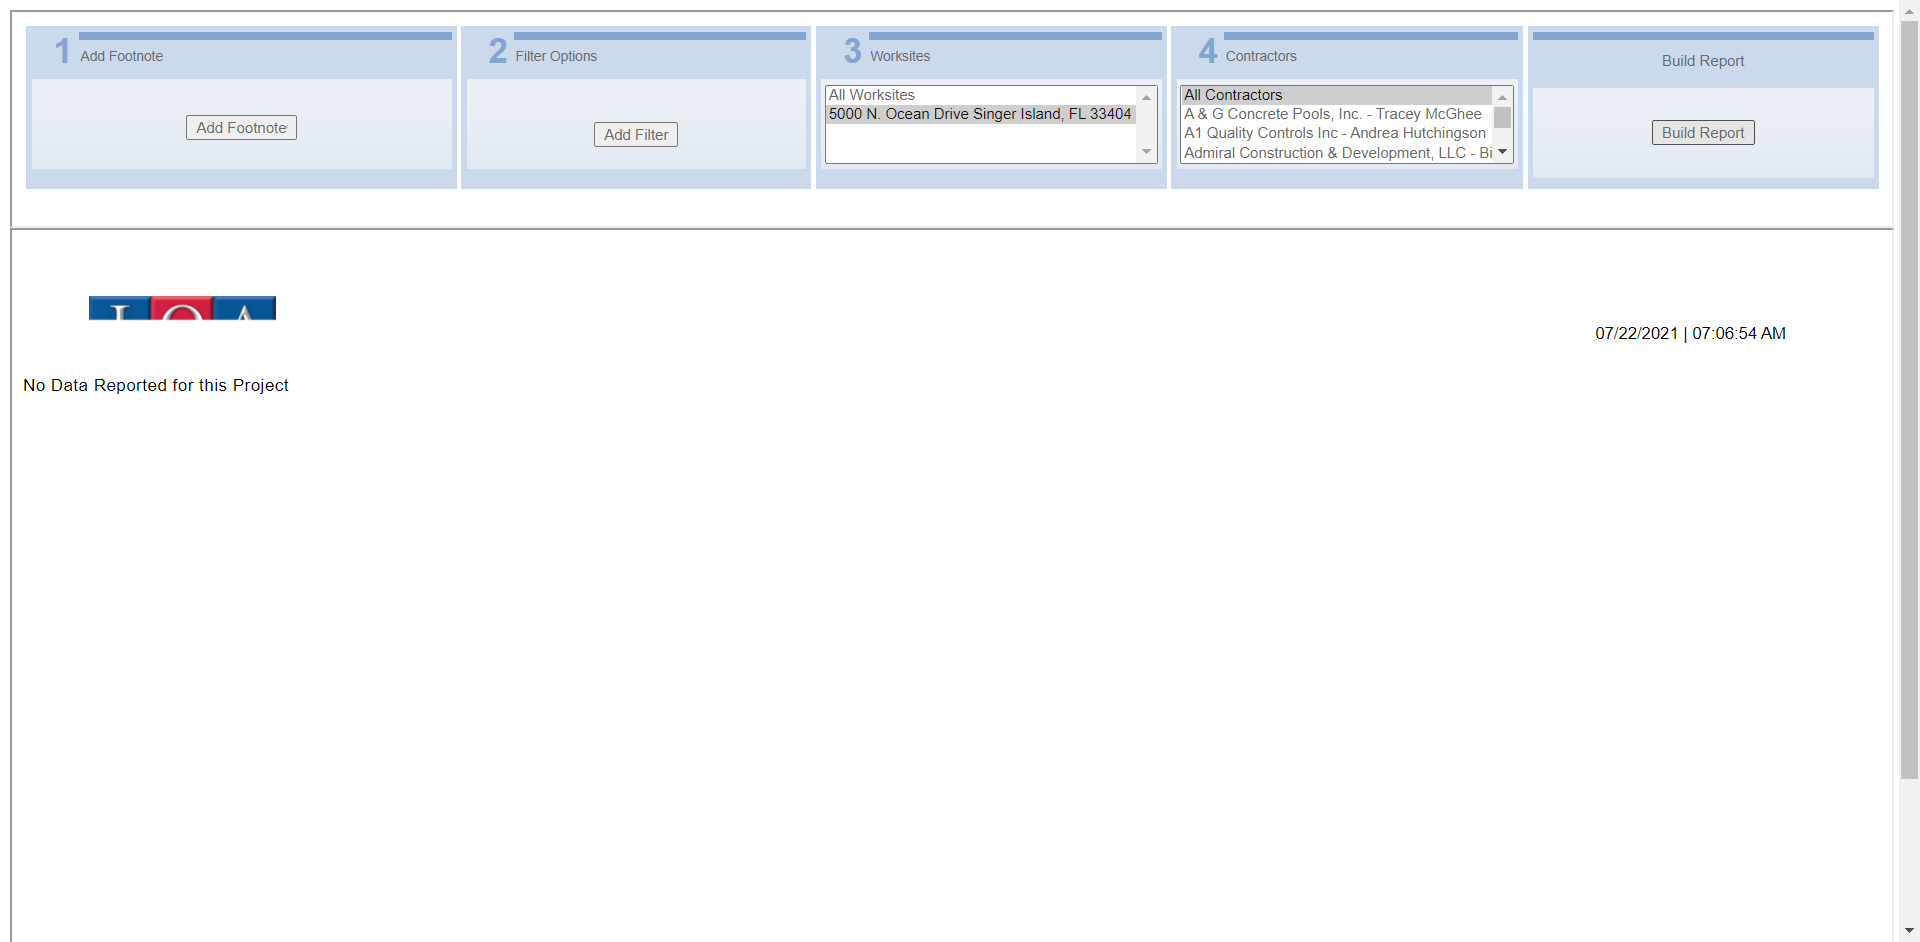 1 Add Footnote
Add Footnote
2 Filter Options
Add Filter
3 Worksites
All Worksites
5000 N. Ocean Drive Singer Island, FL 33404
4 Contractors
All Contractors
A & G Concrete Pools, Inc. - Tracey McGhee
A1 Quality Controls Inc - Andrea Hutchingson
Admiral Construction & Development, LLC - Bi
Build Report
Build Report
07/22/2021 | 07:06:54 AM
No Data Reported for this Project